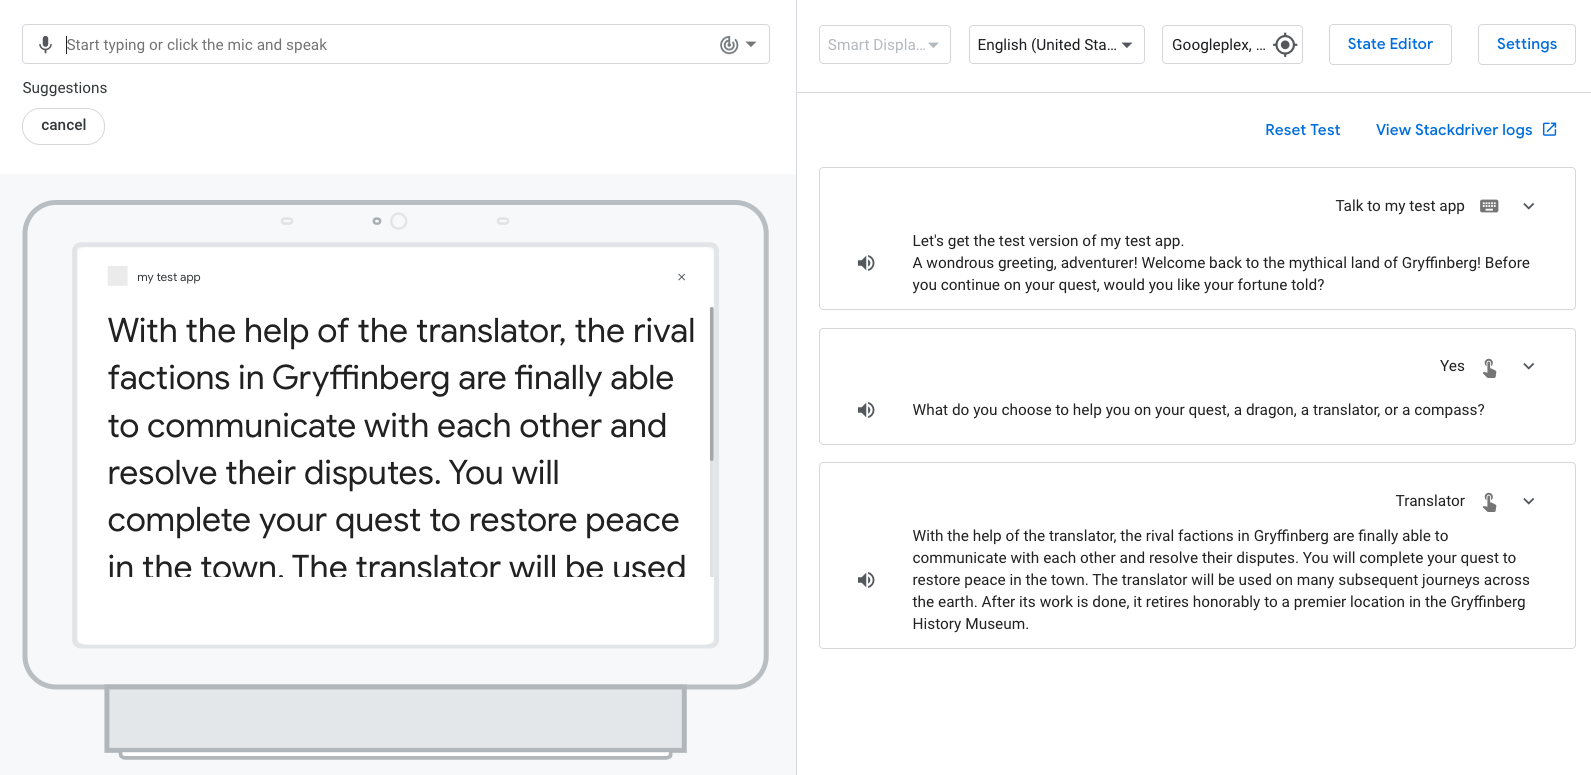 Start typing or click the mic and speak
Suggestions
cancel
my test app
With the help of the translator, the rival
factions in Gryffinberg are finally able
to communicate with each other and
resolve their disputes. You will
complete your quest to restore peace
in the town. The translator will be used
Smart Displa...
English (United Sta...
Googleplex, ...
State Editor
Settings
Reset Test
View Stackdriver logs
Talk to my test app
Let's get the test version of my test app.
A wondrous greeting, adventurer! Welcome back to the mythical land of Gryffinberg! Before
you continue on your quest, would you like your fortune told?
Yes
What do you choose to help you on your quest, a dragon, a translator, or a compass?
Translator
With the help of the translator, the rival factions in Gryffinberg are finally able to
communicate with each other and resolve their disputes. You will complete your quest to
restore peace in the town. The translator will be used on many subsequent journeys across
the earth. After its work is done, it retires honorably to a premier location in the Gryffinberg
History Museum.